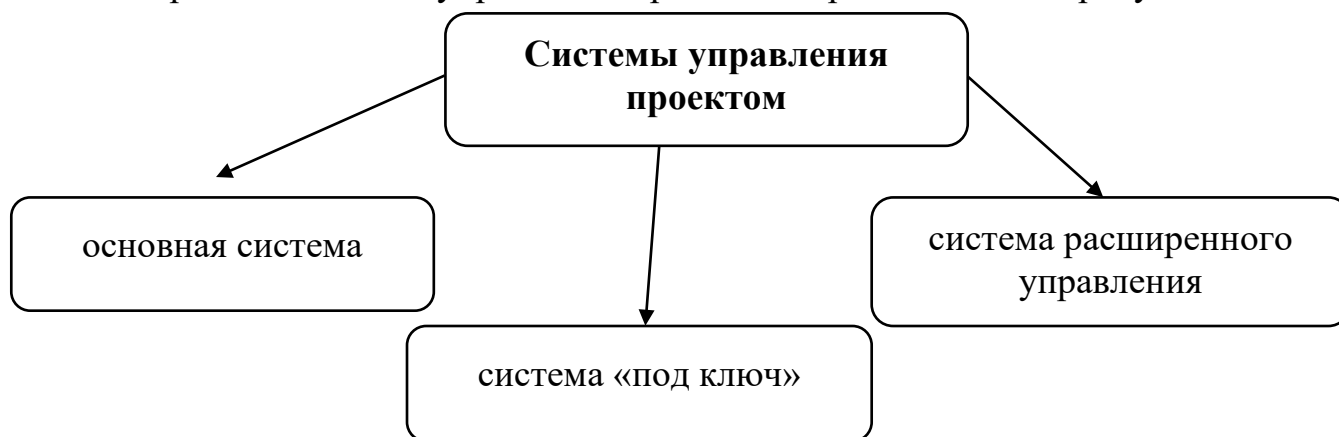 Системы управления
проектом
основная система
система расширенного
управления
система «под ключ»